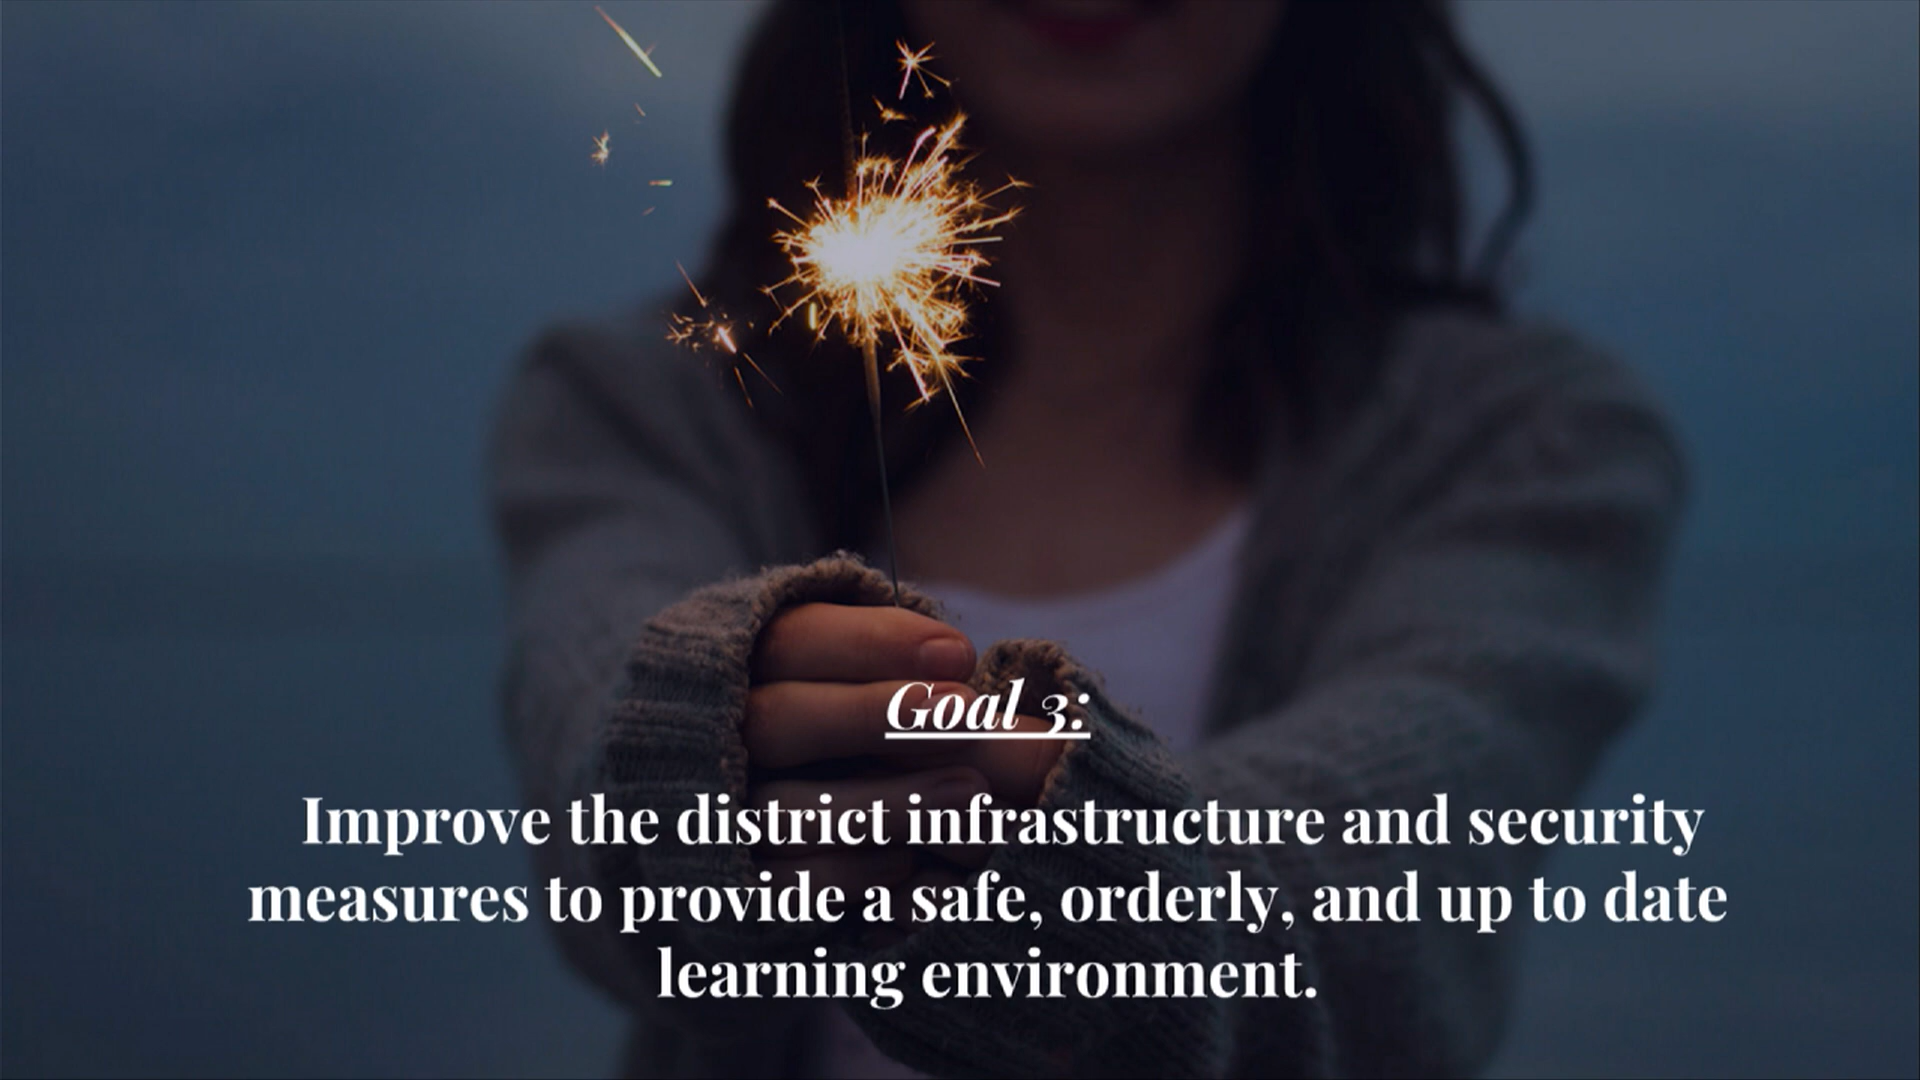 Goal 3:
Improve the district infrastructure and security
measures to provide a safe, orderly, and up to date
learning environment.